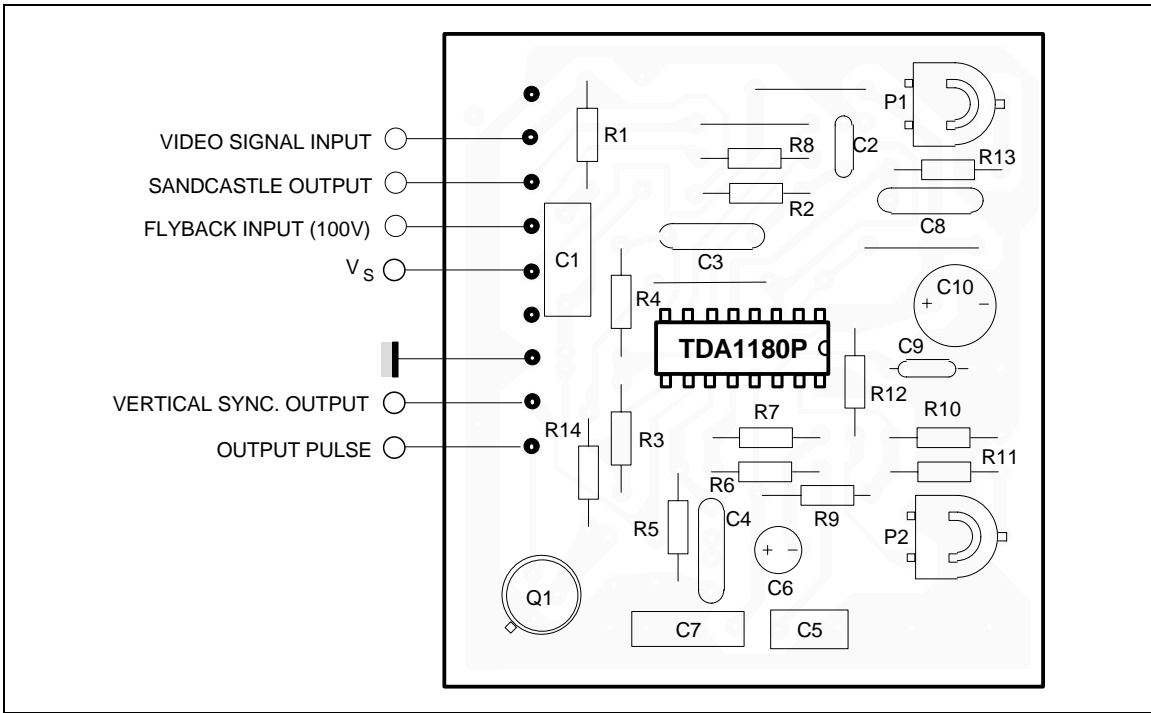 VIDEO SIGNAL INPUT
SANDCASTLE OUTPUT
FLYBACK INPUT (100V)
V S
VERTICAL SYNC. OUTPUT
OUTPUT PULSE
R1
P1
R8
C2
R13
R2
C8
C3
C1
R4
C10
+ −
TDA1180P
C9
R12
R14
R3
R7
R10
R6
R11
R9
R5
C4
P2
+ −
C6
Q1
C7
C5